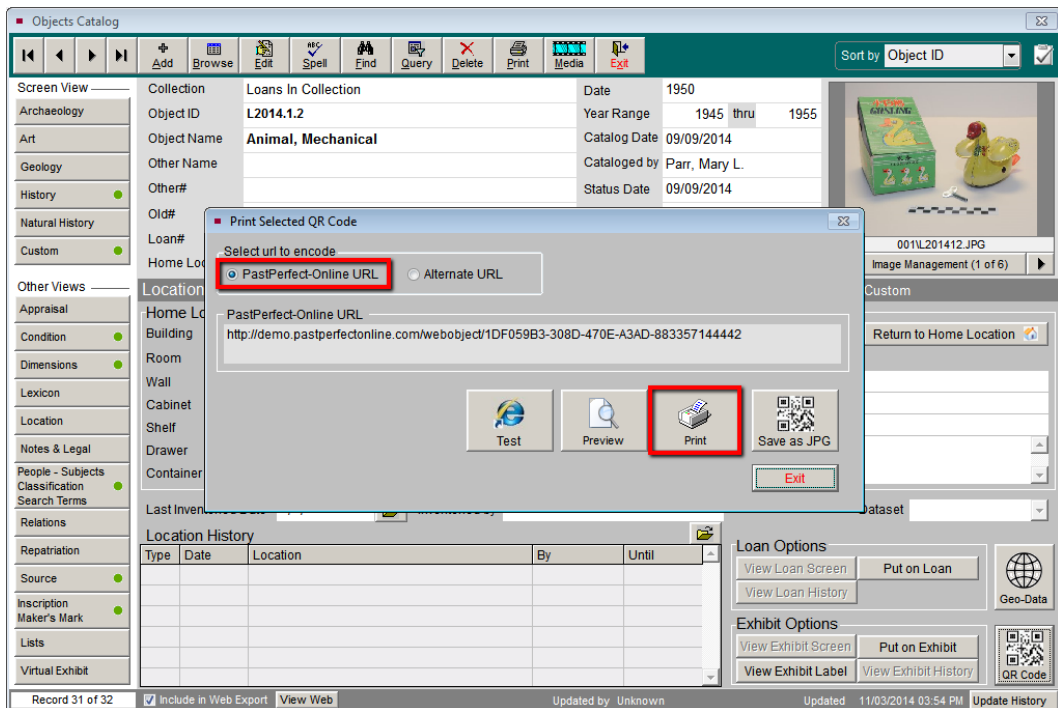 Objects Catalog
Add Browse Edit Spell Find Query Delete Print Media Exit
Sort by Object ID
Screen View
Archaeology
Art
Geology
History
Natural History
Custom
Other Views
Appraisal
Condition
Dimensions
Lexicon
Location
Notes & Legal
People - Subjects
Classification
Search Terms
Relations
Repatriation
Source
Inscription
Maker's Mark
Lists
Virtual Exhibit
Collection Loans In Collection
Object ID L2014.1.2
Object Name Animal, Mechanical
Other Name
Other#
Old#
Loan#
Home Loc
Date 1950
Year Range 1945 thru 1955
Catalog Date 09/09/2014
Cataloged by Parr, Mary L.
Status Date 09/09/2014
001\L201412.JPG
Image Management (1 of 6)
Location
Custom
Home Lo
Building
Room
Wall
Cabinet
Shelf
Drawer
Container
Return to Home Location
Print Selected QR Code
Select url to encode
PastPerfect-Online URL Alternate URL
PastPerfect-Online URL
http://demo.pastperfectonline.com/webobject/1DF059B3-308D-470E-A3AD-883357144442
Test Preview Print Save as JPG
Exit
Dataset
Location History
Type Date Location By Until
Loan Options
View Loan Screen Put on Loan
View Loan History
Geo-Data
Exhibit Options
View Exhibit Screen Put on Exhibit
View Exhibit Label View Exhibit History
QR Code
Record 31 of 32 Include in Web Export View Web Updated by Unknown Updated 11/03/2014 03:54 PM Update History